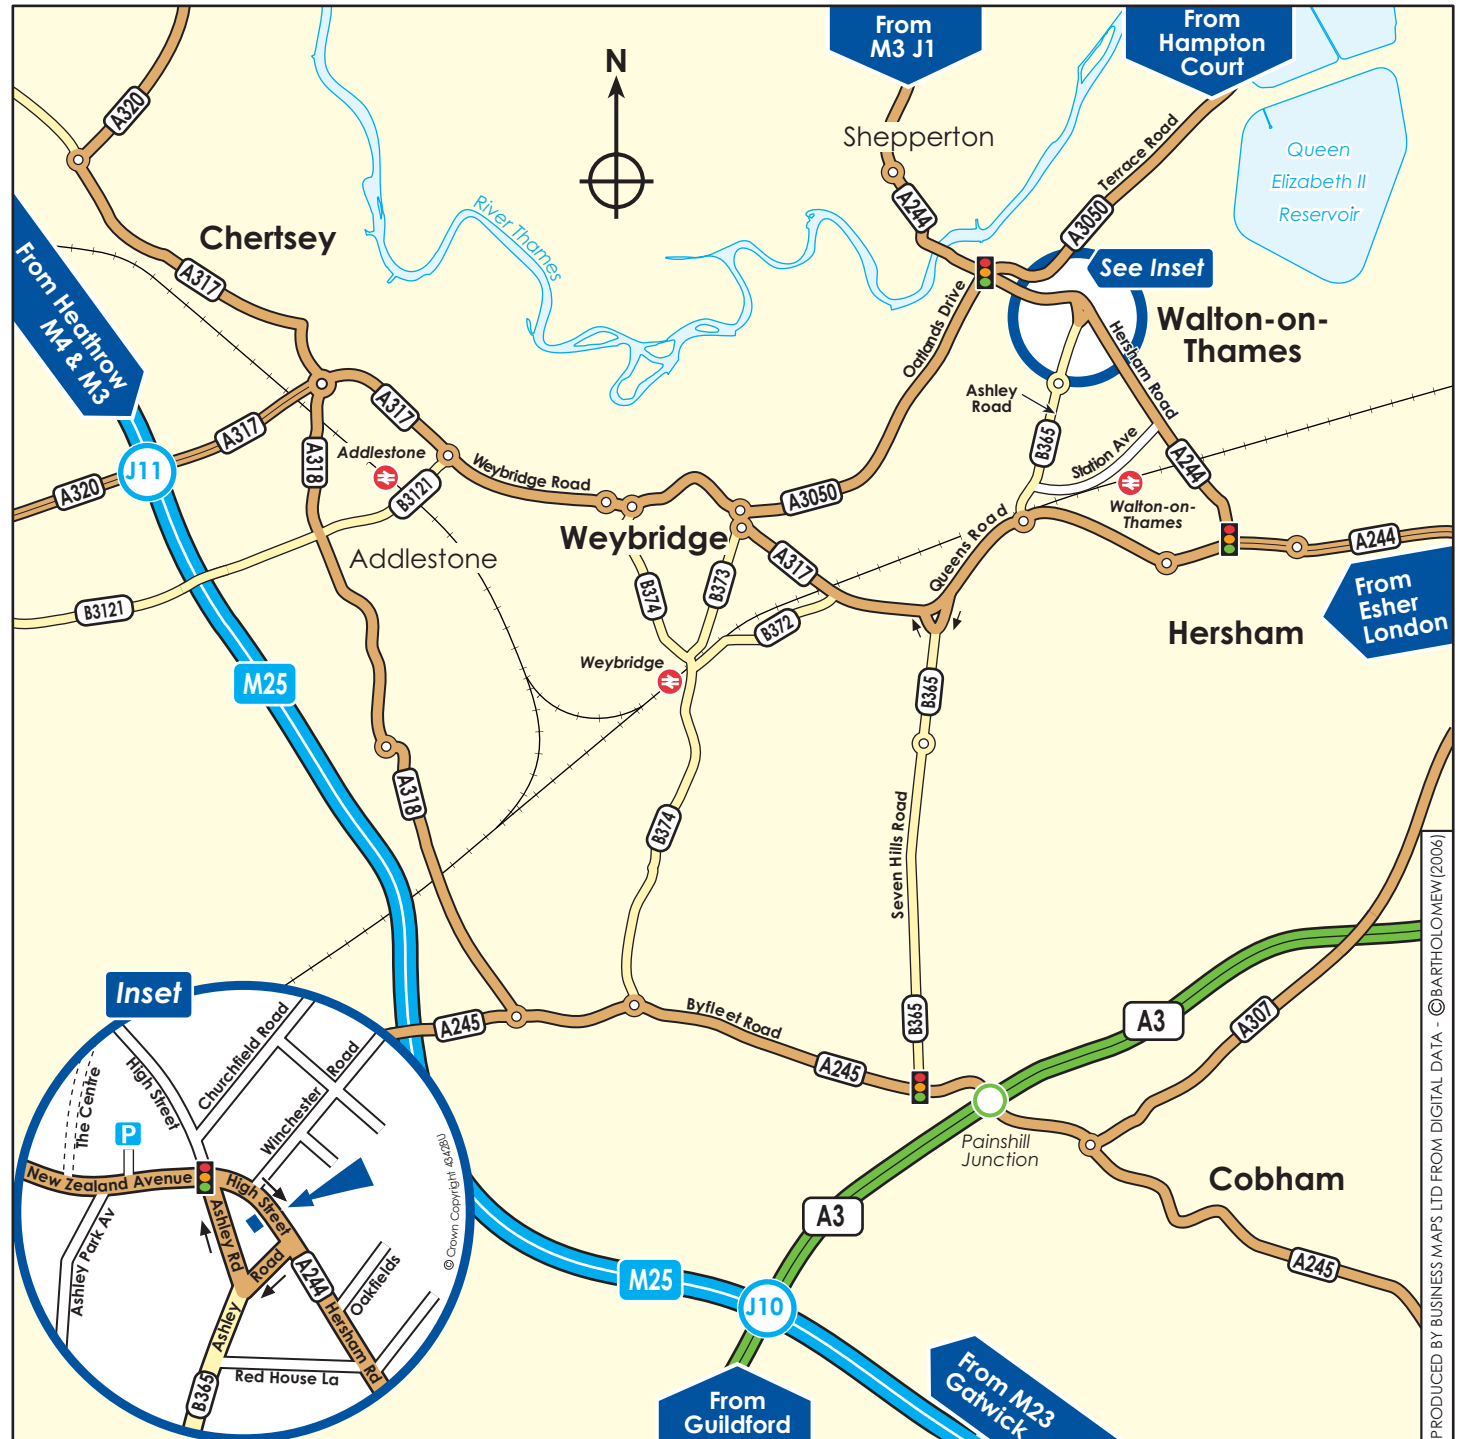 From
M3 J1
From
Hampton
Court
N
A320
Shepperton
Terrace Road
Queen
Elizabeth II
Reservoir
A244
A3050
River Thames
Chertsey
From Heathrow
M4 & M3
A317
See Inset
Walton-on-
Thames
Oatlands Drive
Hersham Road
Ashley
Road
A317
A317
B365
Station Ave
A244
Addlestone
A318
J11
A320
B3121
Weybridge Road
A3050
Walton-on-
Thames
Weybridge
Addlestone
Queens Road
A244
A317
B374
B373
B372
B3121
From
Esher
London
Hersham
Weybridge
M25
B365
A318
B374
Seven Hills Road
Inset
A245
Byfleet Road
B365
A245
A3
A307
Painshill
Junction
Cobham
A3
A245
M25
J10
From
Guildford
From M23
Gatwick
Churchfield Road
High Street
The Centre
Winchester
Road
P
New Zealand Avenue
High Street
Ashley Rd
Ashley Park Av
Road
A244
Oakfields
Ashley
Hersham Rd
Red House La
B365
© Crown Copyright 43428U
PRODUCED BY BUSINESS MAPS LTD FROM DIGITAL DATA - ©BARTHOLOMEW(2006)